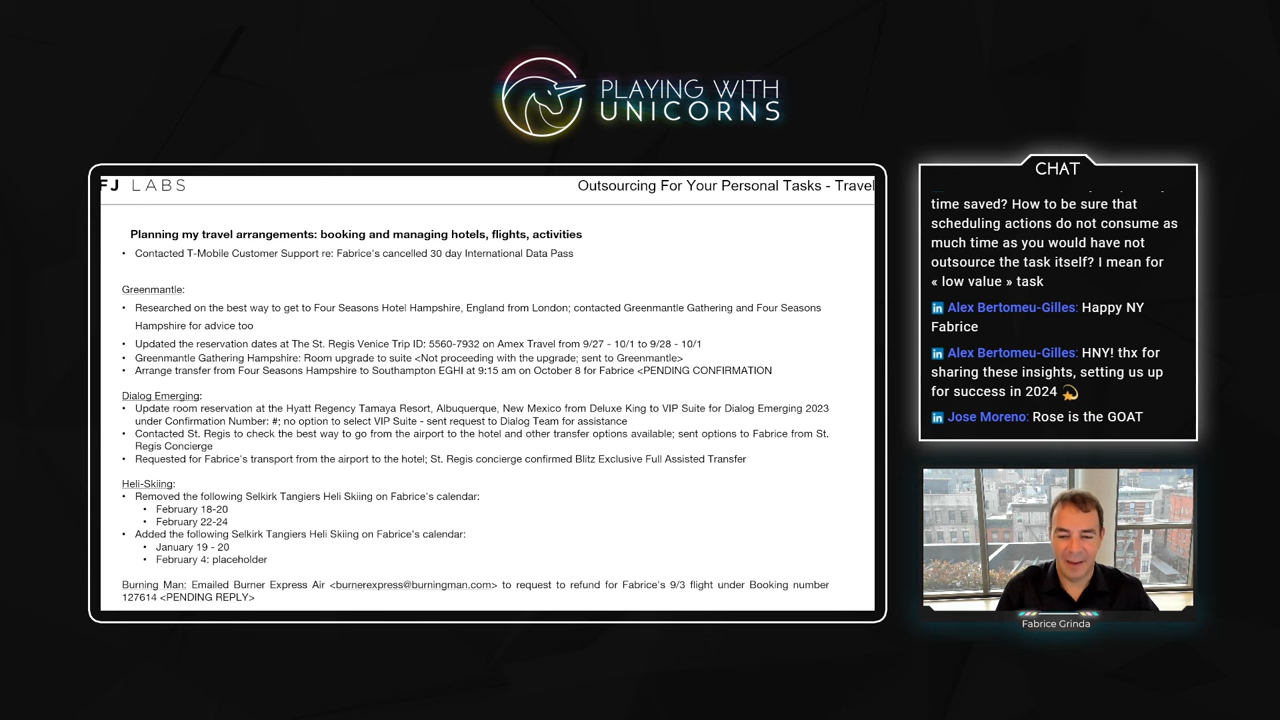 PLAYING WITH
UNICORNS
FJ LABS
Outsourcing For Your Personal Tasks - Travel
Planning my travel arrangements: booking and managing hotels, flights, activities
• Contacted T-Mobile Customer Support re: Fabrice's cancelled 30 day International Data Pass
Greenmantle:
• Researched on the best way to get to Four Seasons Hotel Hampshire, England from London; contacted Greenmantle Gathering and Four Seasons
Hampshire for advice too
• Updated the reservation dates at The St. Regis Venice Trip ID: 5560-7932 on Amex Travel from 9/27 - 10/1 to 9/28 - 10/1
• Greenmantle Gathering Hampshire: Room upgrade to suite <Not proceeding with the upgrade; sent to Greenmantle>
• Arrange transfer from Four Seasons Hampshire to Southampton EGHI at 9:15 am on October 8 for Fabrice <PENDING CONFIRMATION
Dialog Emerging:
• Update room reservation at the Hyatt Regency Tamaya Resort, Albuquerque, New Mexico from Deluxe King to VIP Suite for Dialog Emerging 2023
under Confirmation Number: #; no option to select VIP Suite - sent request to Dialog Team for assistance
• Contacted St. Regis to check the best way to go from the airport to the hotel and other transfer options available; sent options to Fabrice from St.
Regis Concierge
• Requested for Fabrice's transport from the airport to the hotel; St. Regis concierge confirmed Blitz Exclusive Full Assisted Transfer
Heli-Skiing:
• Removed the following Selkirk Tangiers Heli Skiing on Fabrice's calendar:
• February 18-20
• February 22-24
• Added the following Selkirk Tangiers Heli Skiing on Fabrice's calendar:
• January 19 - 20
• February 4: placeholder
Burning Man: Emailed Burner Express Air <burnerexpress@burningman.com> to request to refund for Fabrice's 9/3 flight under Booking number
127614 <PENDING REPLY>
CHAT
time saved? How to be sure that
scheduling actions do not consume as
much time as you would have not
outsource the task itself? I mean for
« low value » task
in Alex Bertomeu-Gilles: Happy NY
Fabrice
in Alex Bertomeu-Gilles: HNY! thx for
sharing these insights, setting us up
for success in 2024 💫
in Jose Moreno: Rose is the GOAT
Fabrice Grinda